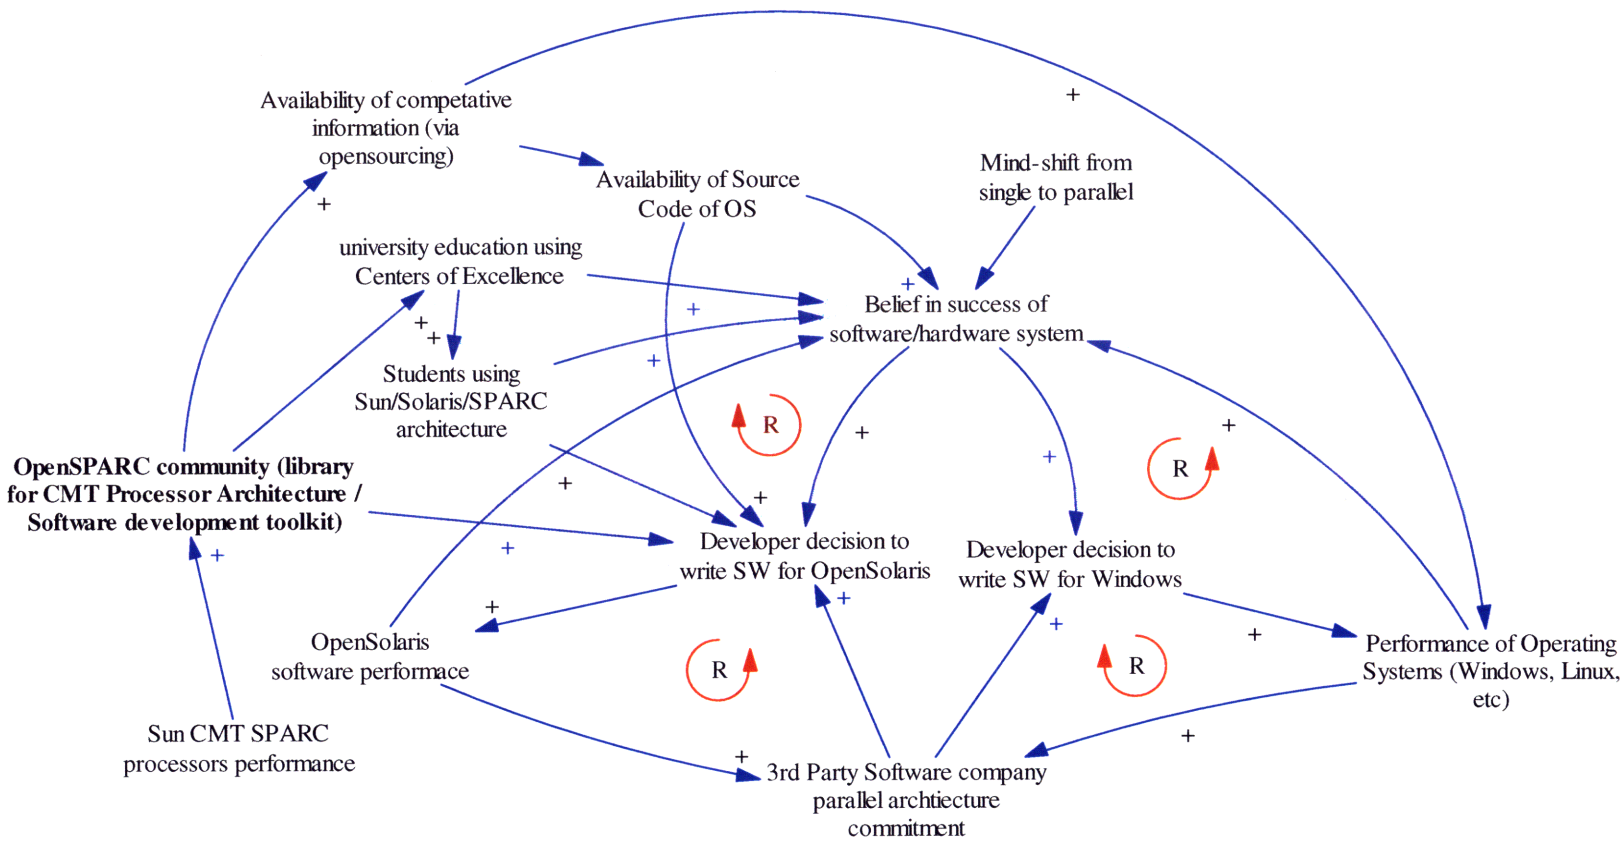 Availability of competative
information (via
opensourcing)
+
Mind-shift from
single to parallel
Availability of Source
Code of OS
+
university education using
Centers of Excellence
+
Belief in success of
software/hardware system
+
+
+
+
Students using
Sun/Solaris/SPARC
architecture
R
+
+
+
R
OpenSPARC community (library
for CMT Processor Architecture /
Software development toolkit)
+
+
+
+
Developer decision to
write SW for OpenSolaris
Developer decision to
write SW for Windows
+
+
+
+
OpenSolaris
software performace
R
R
Performance of Operating
Systems (Windows, Linux,
etc)
Sun CMT SPARC
processors performance
+
+
3rd Party Software company
parallel archtiecture
commitment